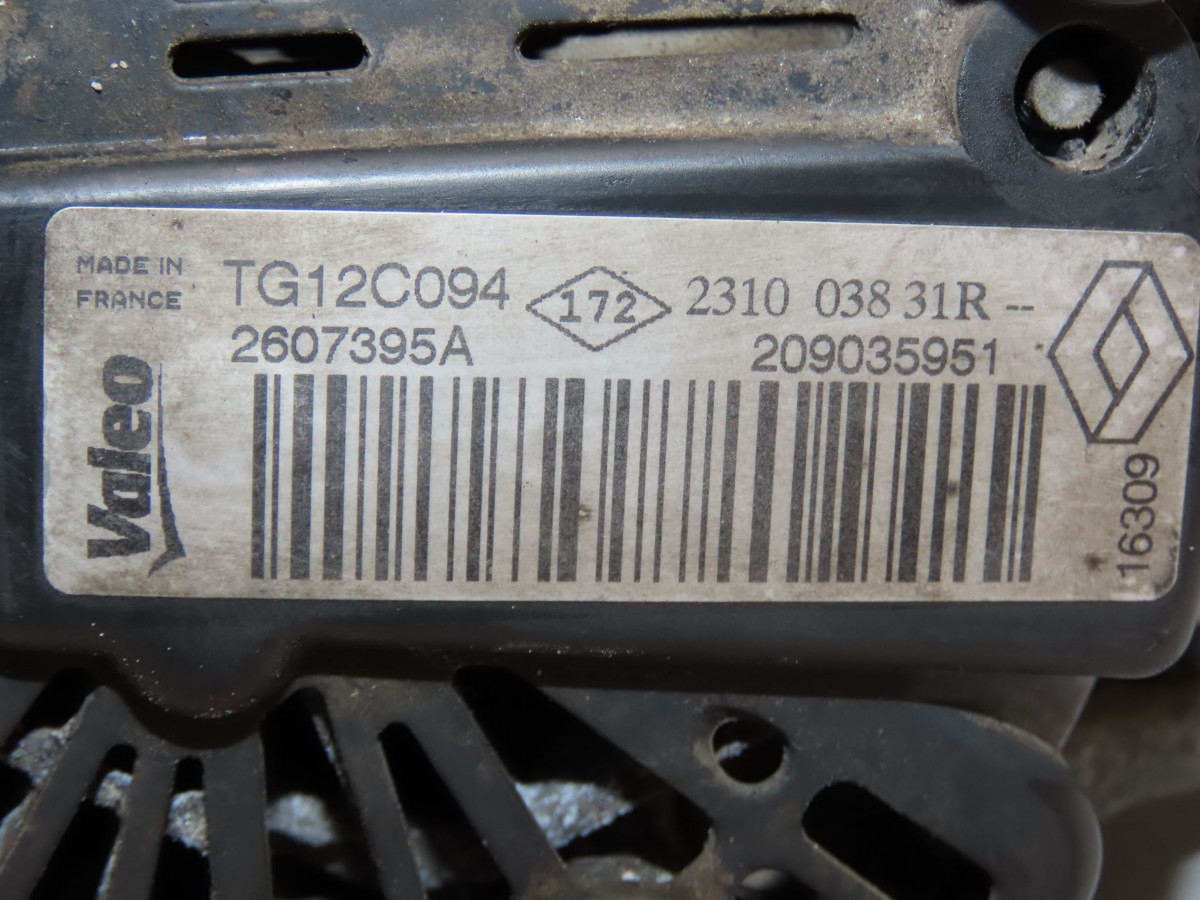 MADE IN
FRANCE
TG12C094
172
2310 038 31R --
2607395A
209035951
Valeo
16309